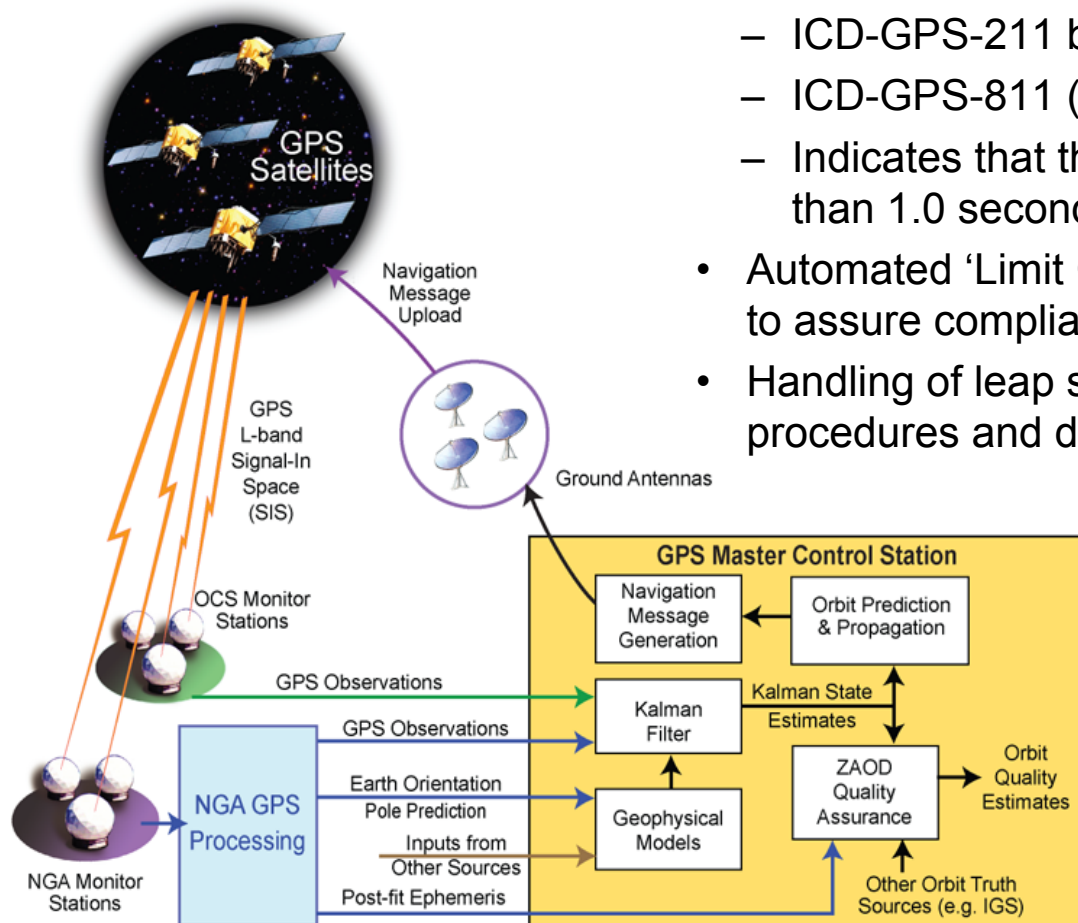 – ICD-GPS-211 b
– ICD-GPS-811 (
– Indicates that th
than 1.0 second
• Automated ‘Limit
to assure complia
• Handling of leap s
procedures and d
GPS
Satellites
Navigation
Message
Upload
GPS
L-band
Signal-In
Space
(SIS)
Ground Antennas
OCS Monitor
Stations
GPS Master Control Station
Navigation
Message
Generation
Orbit Prediction
& Propagation
GPS Observations
Kalman
Filter
Kalman State
Estimates
GPS Observations
NGA GPS
Processing
Earth Orientation
Pole Prediction
Geophysical
Models
ZAOD
Quality
Assurance
Orbit
Quality
Estimates
Inputs from
Other Sources
NGA Monitor
Stations
Post-fit Ephemeris
Other Orbit Truth
Sources (e.g. IGS)